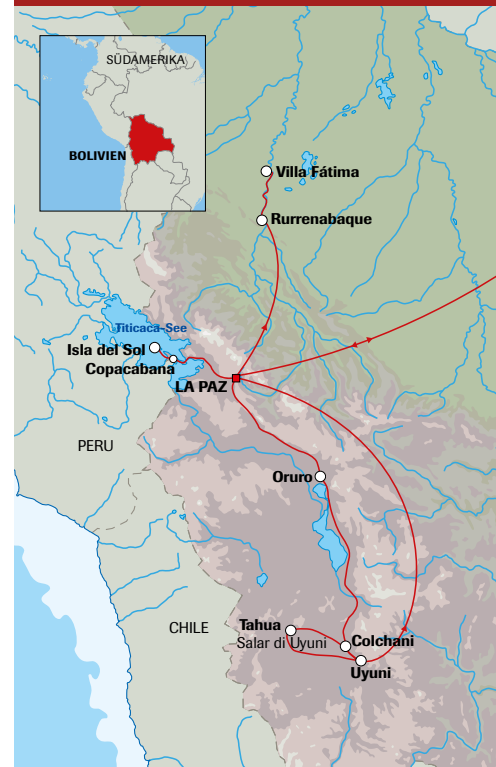 SÜDAMERIKA
BOLIVIEN
Villa Fátima
Rurrenabaque
Titicaca-See
Isla del Sol
Copacabana
LA PAZ
PERU
Oruro
CHILE
Tahua
Salar di Uyuni
Colchani
Uyuni